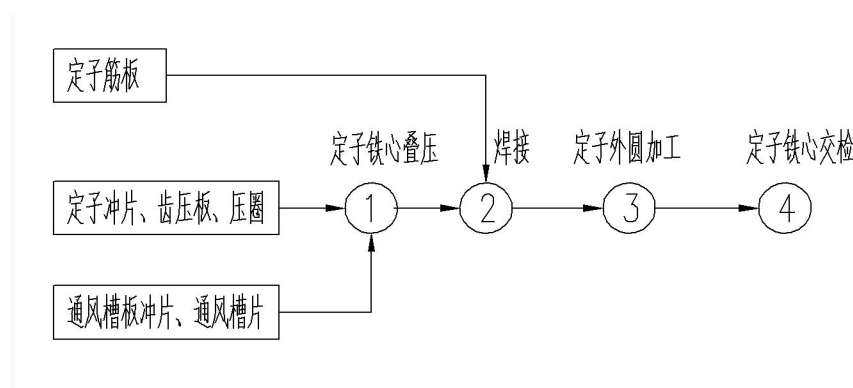 定子筋板
定子铁心叠压
焊接
定子外圆加工
定子铁心交检
定子冲片、齿压板、压圈
1
2
3
4
通风槽板冲片、通风槽片